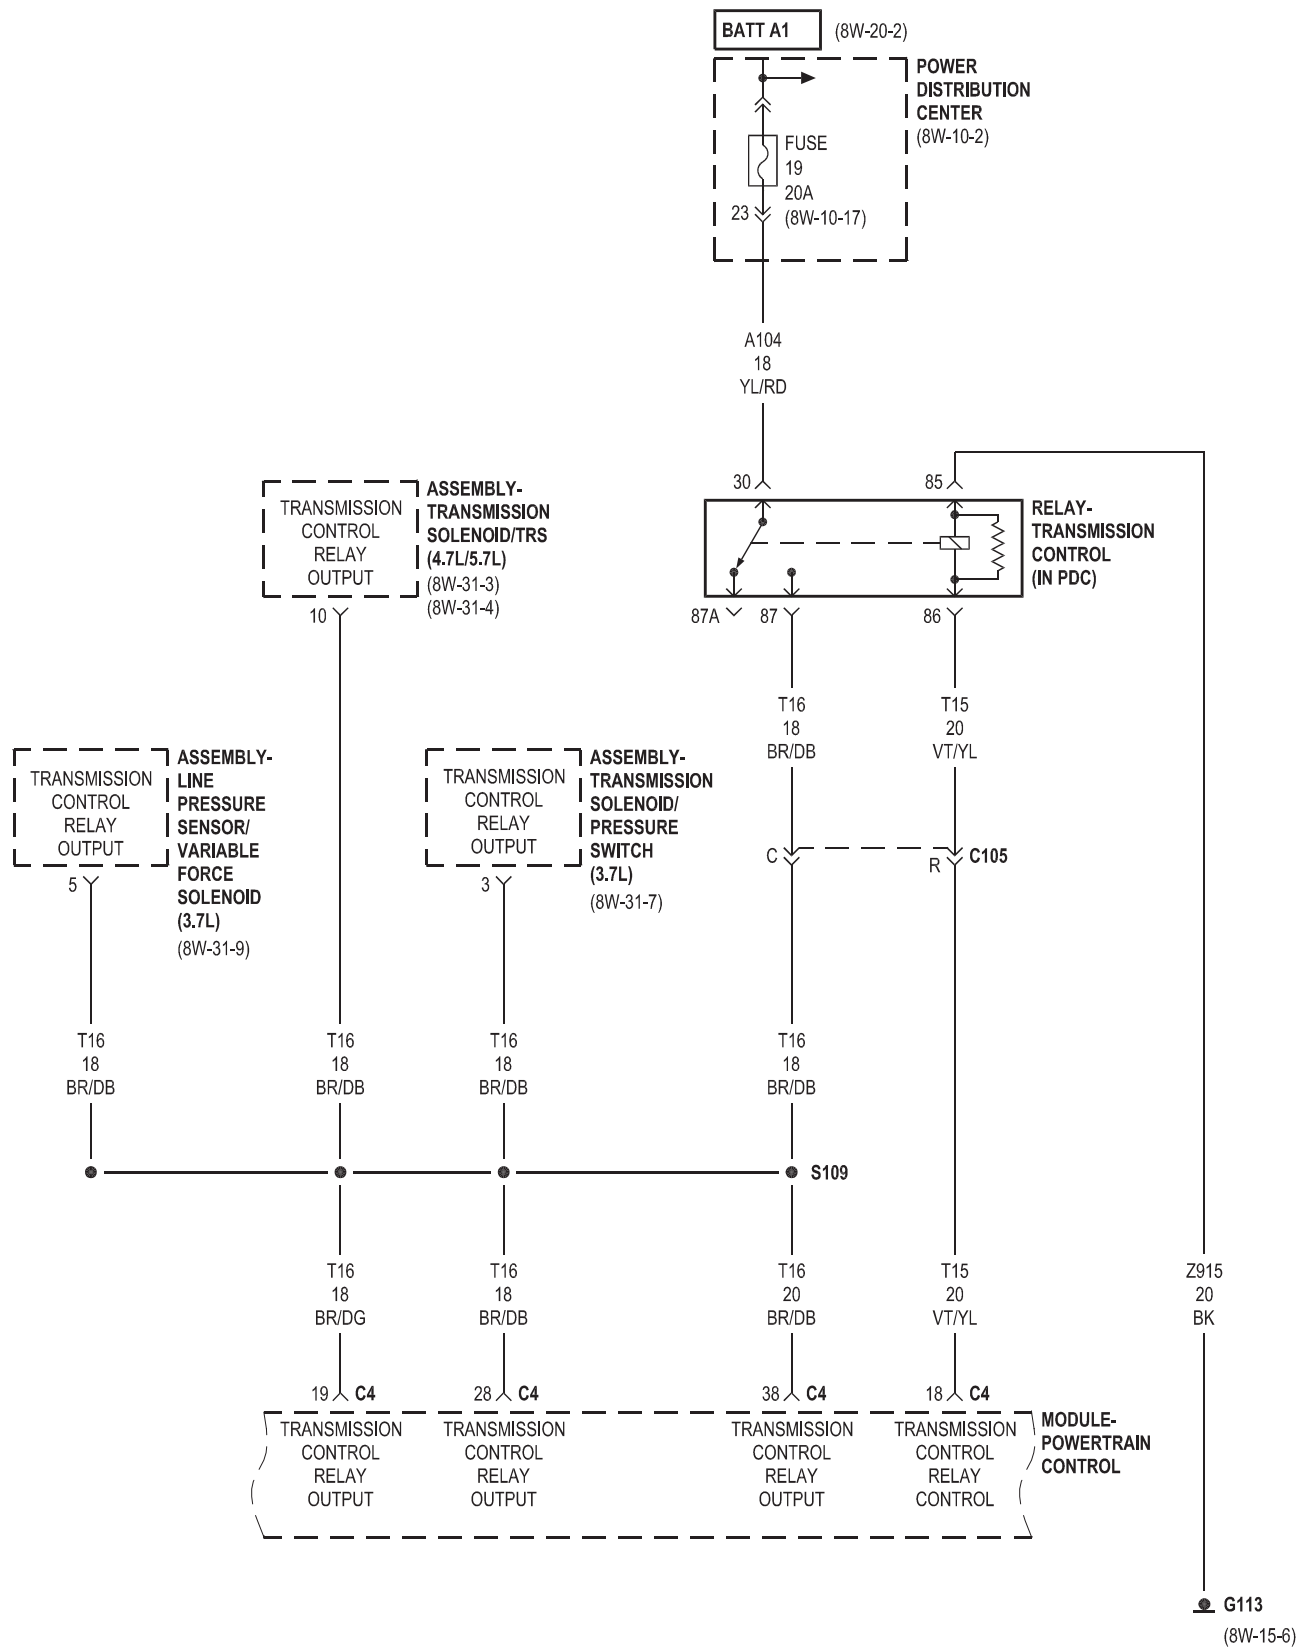 BATT A1 (8W-20-2)
POWER
DISTRIBUTION
CENTER
(8W-10-2)
FUSE
19
20A
(8W-10-17)
23
A104
18
YL/RD
30
85
RELAY-
TRANSMISSION
CONTROL
(IN PDC)
87A
87
86
TRANSMISSION
CONTROL
RELAY
OUTPUT
ASSEMBLY-
TRANSMISSION
SOLENOID/TRS
(4.7L/5.7L)
(8W-31-3)
(8W-31-4)
10
T16
18
BR/DB
T15
20
VT/YL
TRANSMISSION
CONTROL
RELAY
OUTPUT
ASSEMBLY-
LINE
PRESSURE
SENSOR/
VARIABLE
FORCE
SOLENOID
(3.7L)
(8W-31-9)
5
TRANSMISSION
CONTROL
RELAY
OUTPUT
ASSEMBLY-
TRANSMISSION
SOLENOID/
PRESSURE
SWITCH
(3.7L)
(8W-31-7)
3
C
R
C105
T16
18
BR/DB
T16
18
BR/DB
T16
18
BR/DB
T16
18
BR/DB
S109
T16
18
BR/DG
T16
18
BR/DB
T16
20
BR/DB
T15
20
VT/YL
Z915
20
BK
19 C4
28 C4
38 C4
18 C4
TRANSMISSION
CONTROL
RELAY
OUTPUT
TRANSMISSION
CONTROL
RELAY
OUTPUT
TRANSMISSION
CONTROL
RELAY
OUTPUT
TRANSMISSION
CONTROL
RELAY
CONTROL
MODULE-
POWERTRAIN
CONTROL
G113
(8W-15-6)